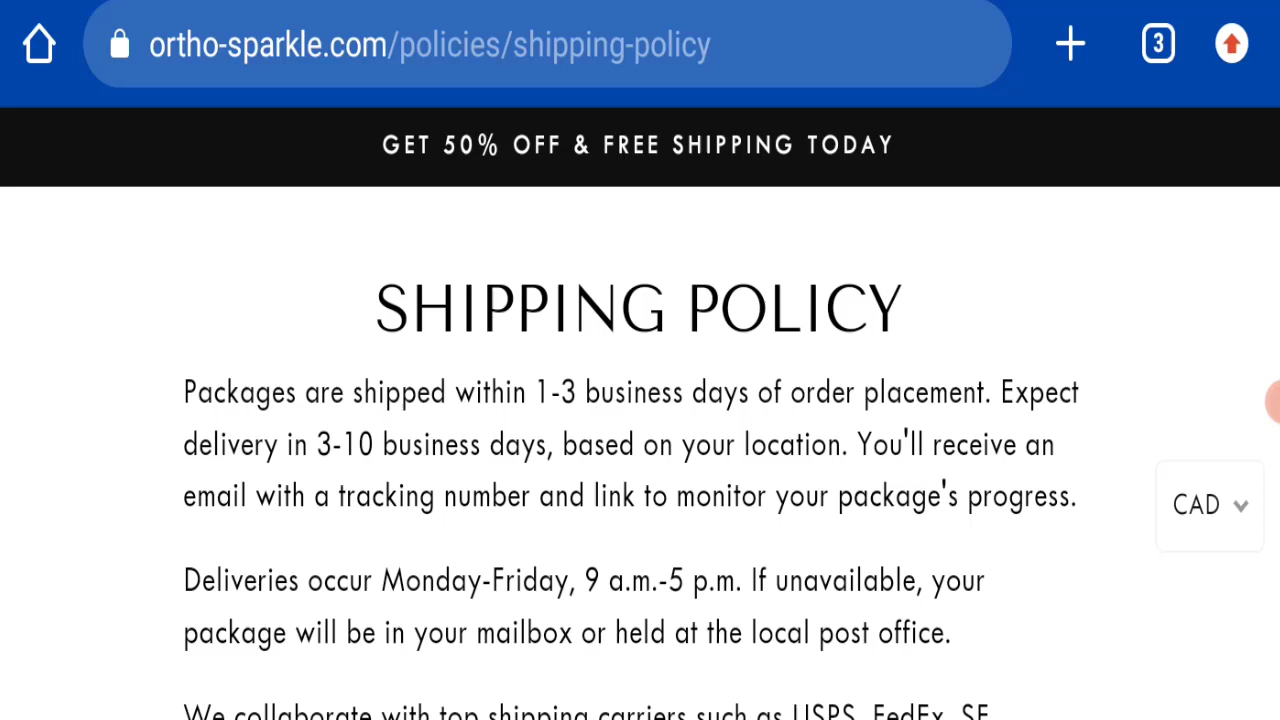 ortho-sparkle.com/policies/shipping-policy
3
GET 50% OFF & FREE SHIPPING TODAY
SHIPPING POLICY
Packages are shipped within 1-3 business days of order placement. Expect
delivery in 3-10 business days, based on your location. You'll receive an
email with a tracking number and link to monitor your package's progress.
CAD
Deliveries occur Monday-Friday, 9 a.m.-5 p.m. If unavailable, your
package will be in your mailbox or held at the local post office.
We collaborate with top shipping carriers such as USPS, FedEx, SF